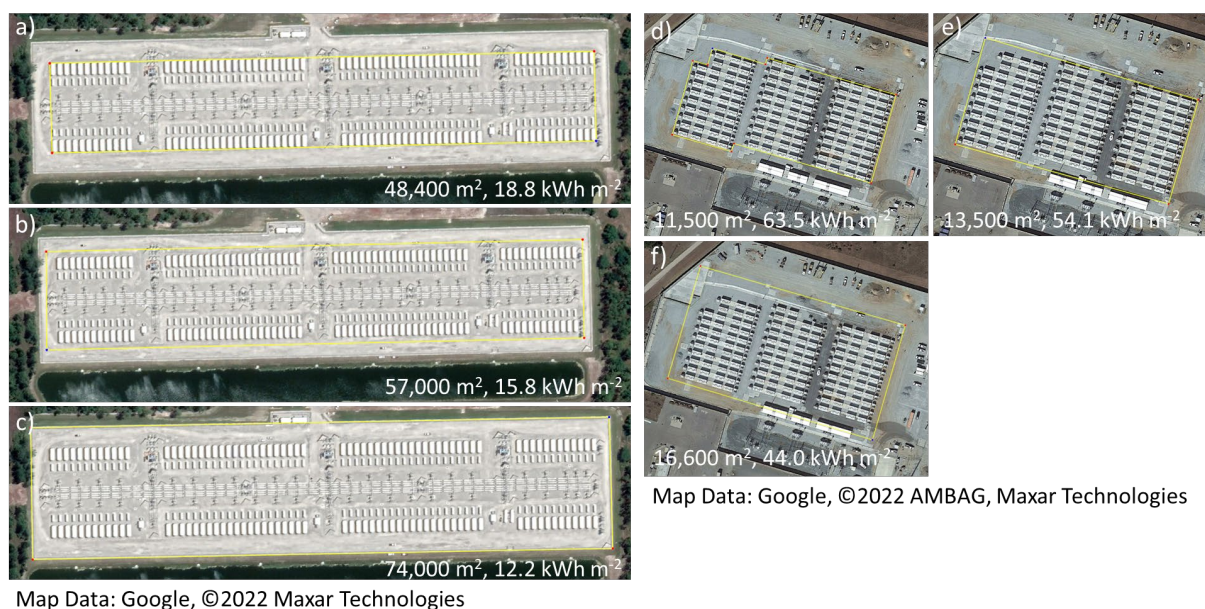 a)
48,400 m², 18.8 kWh m⁻²
b)
57,000 m², 15.8 kWh m⁻²
c)
74,000 m², 12.2 kWh m⁻²
Map Data: Google, ©2022 Maxar Technologies
d)
11,500 m², 63.5 kWh m⁻²
e)
13,500 m², 54.1 kWh m⁻²
f)
16,600 m², 44.0 kWh m⁻²
Map Data: Google, ©2022 AMBAG, Maxar Technologies